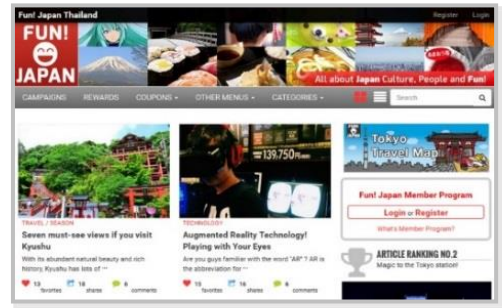 Fun! Japan Thailand
Register Login
FUN!
JAPAN
All about Japan Culture, People and Fun!
CAMPAIGNS REWARDS COUPONS OTHER MENUS CATEGORIES
Search
139,750
Tokyo
Travel Map
TRAVEL / SEASON
Seven must-see views if you visit
Kyushu
With its abundent natural beauty and rich
history, Kyushu has lots of ···
13 favorites 16 shares 6 comments
TECHNOLOGY
Augmented Reality Technology!
Playing with Your Eyes
Are you guys familiar with the word "AR" ? AR is
the abbreviation for ···
13 favorites 16 shares 6 comments
Fun! Japan Member Program
Login or Register
What's Member Program?
ARTICLE RANKING NO.2
Magic to the Tokyo station!